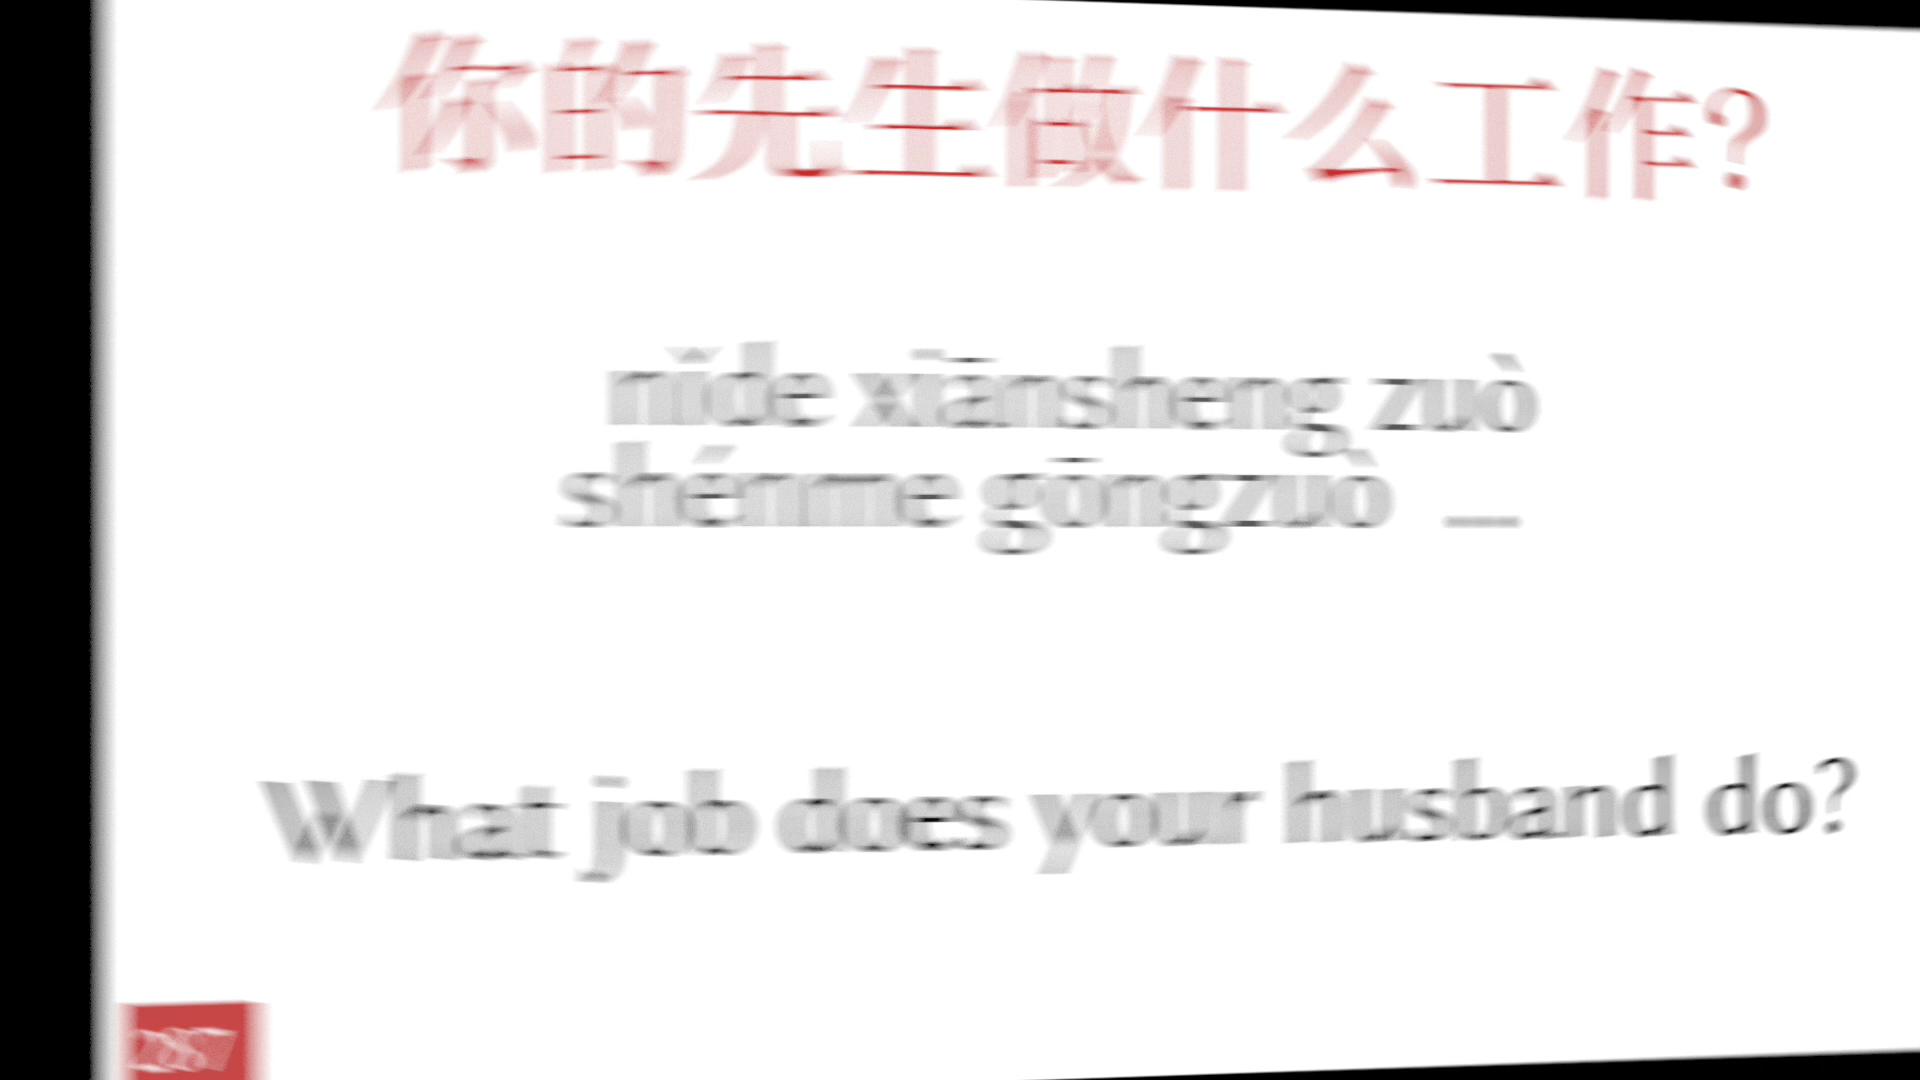 你的先生做什么工作?
nǐde xiānsheng zuò
shénme gōngzuò _
What job does your husband do?
287